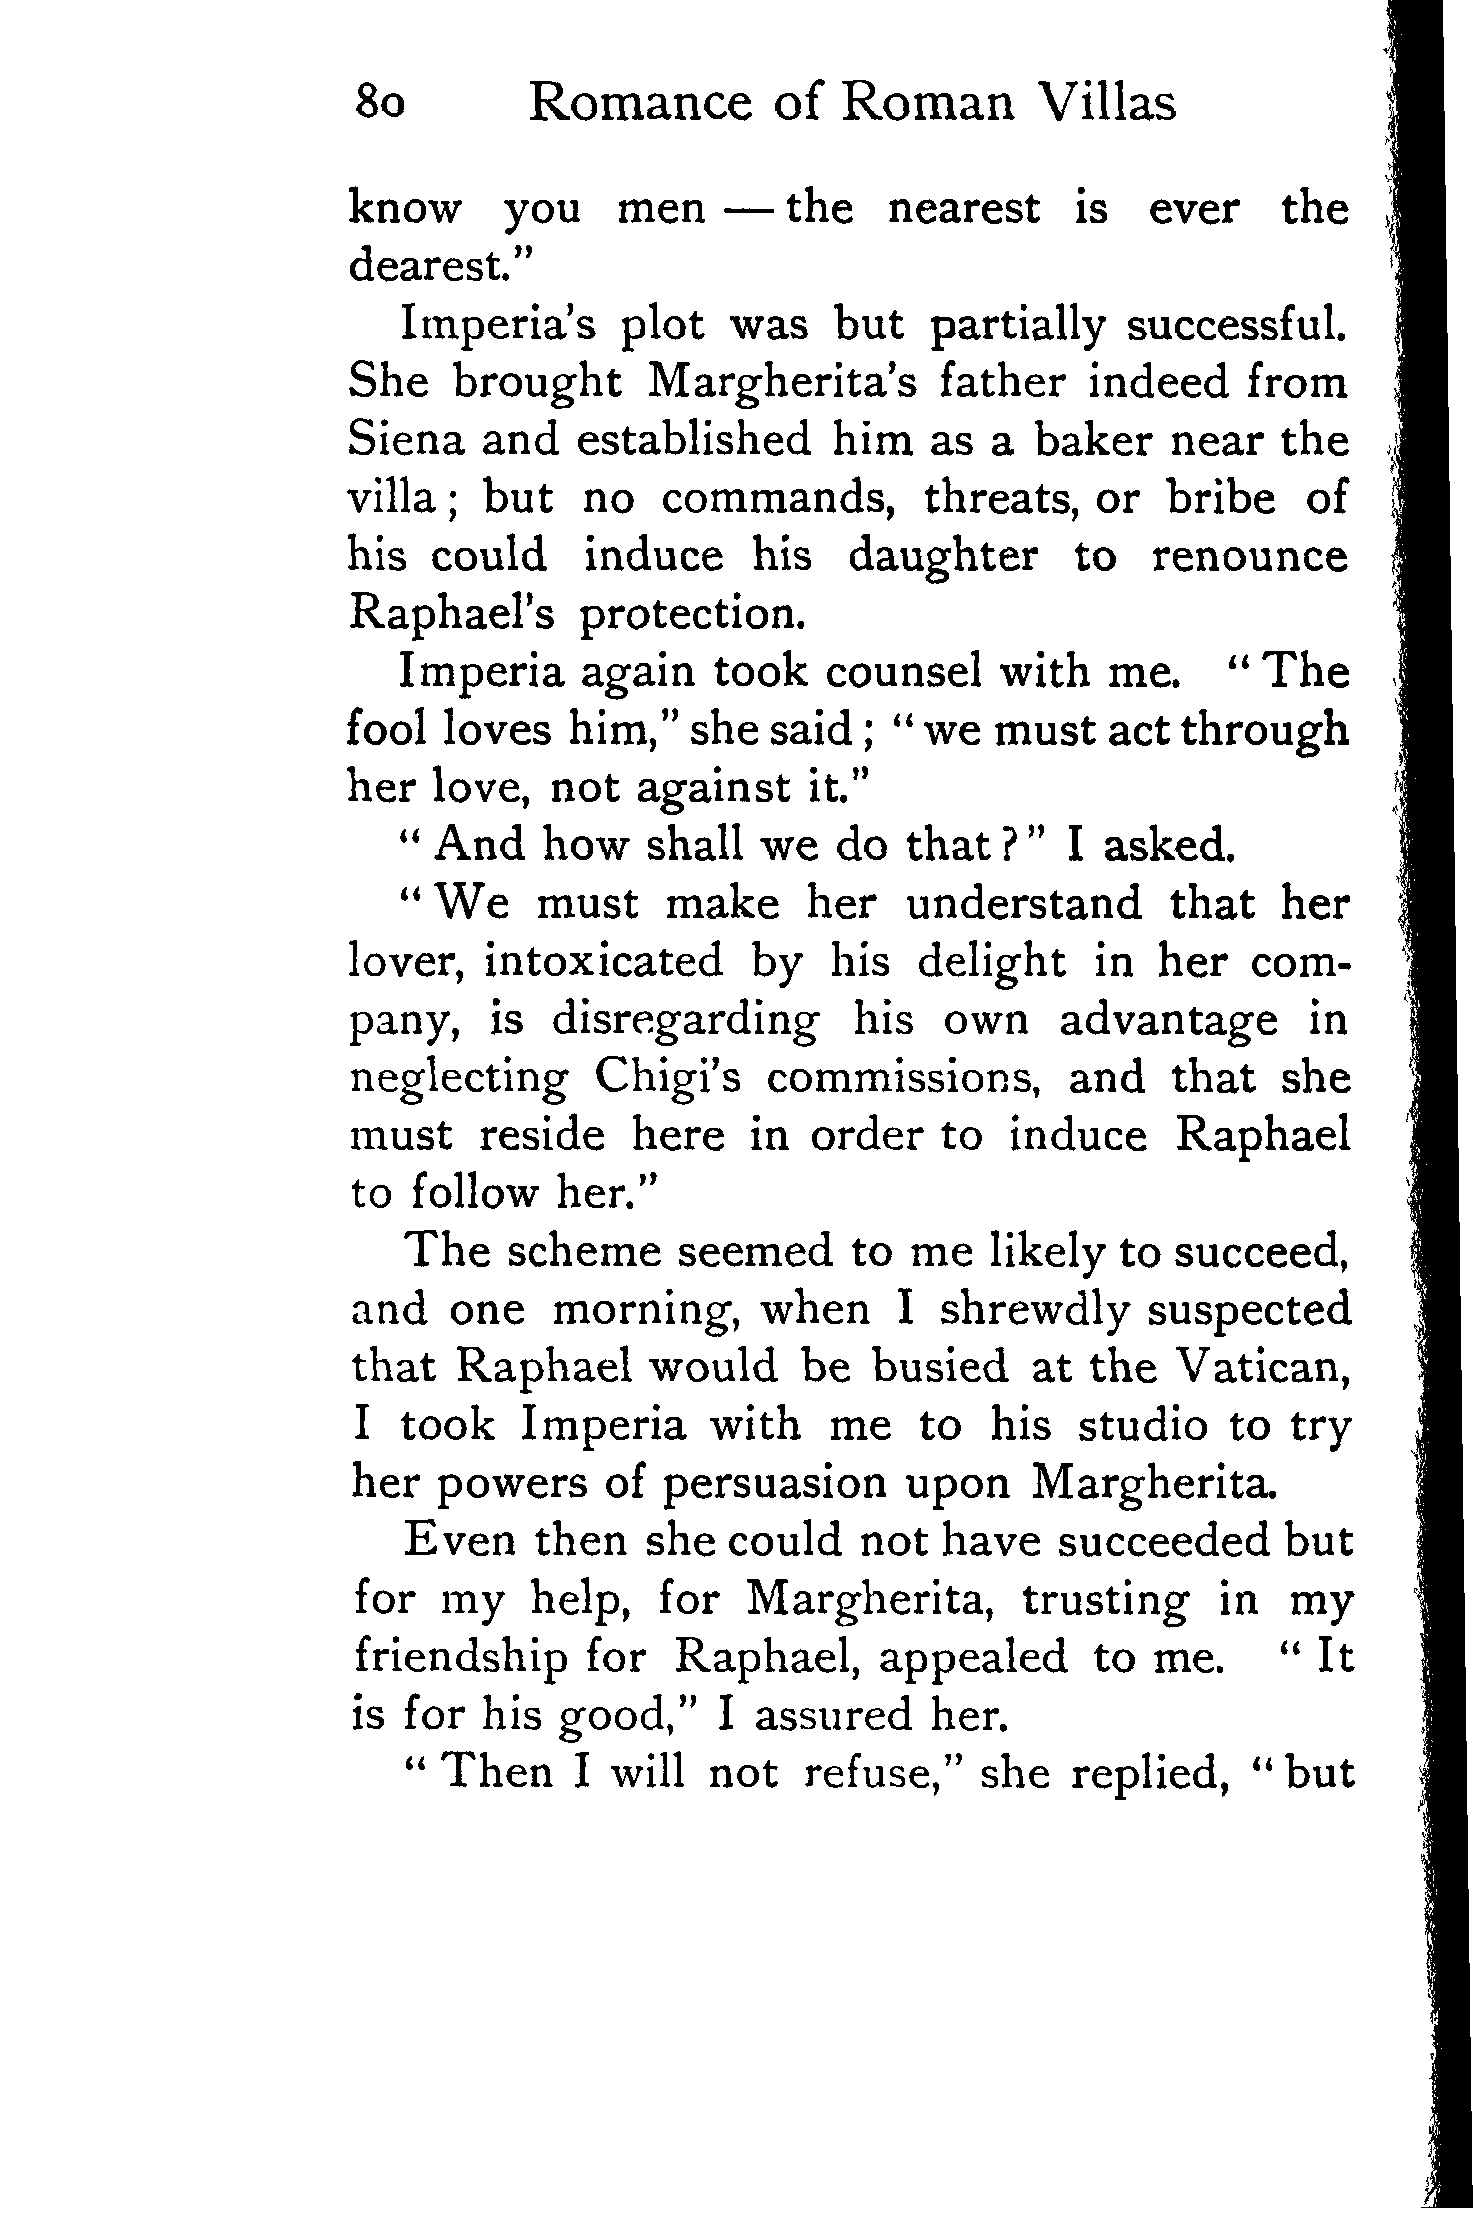 80 Romance of Roman Villas
know you men — the nearest is ever the
dearest.”
Imperia’s plot was but partially successful.
She brought Margherita’s father indeed from
Siena and established him as a baker near the
villa ; but no commands, threats, or bribe of
his could induce his daughter to renounce
Raphael’s protection.
Imperia again took counsel with me. “ The
fool loves him,” she said ; “ we must act through
her love, not against it.”
“ And how shall we do that ? ” I asked.
“ We must make her understand that her
lover, intoxicated by his delight in her com-
pany, is disregarding his own advantage in
neglecting Chigi’s commissions, and that she
must reside here in order to induce Raphael
to follow her.”
The scheme seemed to me likely to succeed,
and one morning, when I shrewdly suspected
that Raphael would be busied at the Vatican,
I took Imperia with me to his studio to try
her powers of persuasion upon Margherita.
Even then she could not have succeeded but
for my help, for Margherita, trusting in my
friendship for Raphael, appealed to me. “ It
is for his good,” I assured her.
“ Then I will not refuse,” she replied, “ but